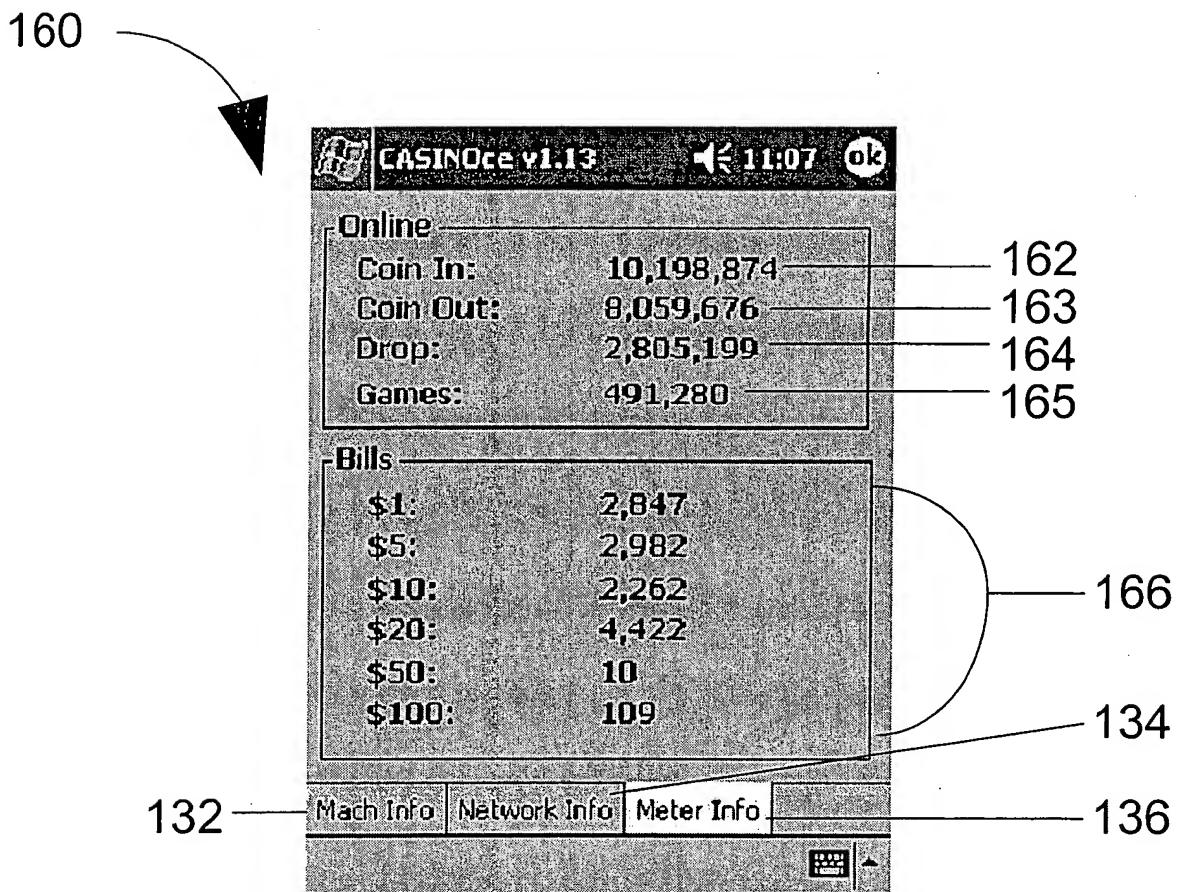 160
CASINOce v1.13 11:07 ok
Online
Coin In: 10,198,874 162
Coin Out: 8,059,676 163
Drop: 2,805,199 164
Games: 491,280 165
Bills
$1: 2,847
$5: 2,982
$10: 2,262 166
$20: 4,422
$50: 10
$100: 109
134
132 Mach Info Network Info Meter Info 136